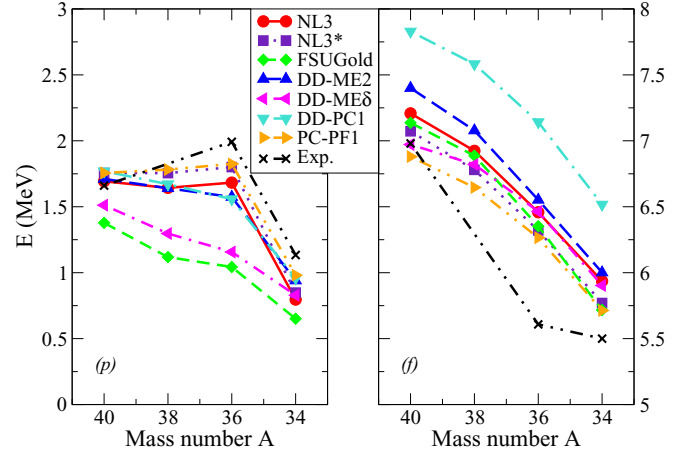 3
2.5
2
1.5
1
0.5
0
E (MeV)
40
38
36
34
Mass number A
(p)
NL3
NL3*
FSUGold
DD-ME2
DD-MEδ
DD-PC1
PC-PF1
Exp.
40
38
36
34
Mass number A
(f)
8
7.5
7
6.5
6
5.5
5